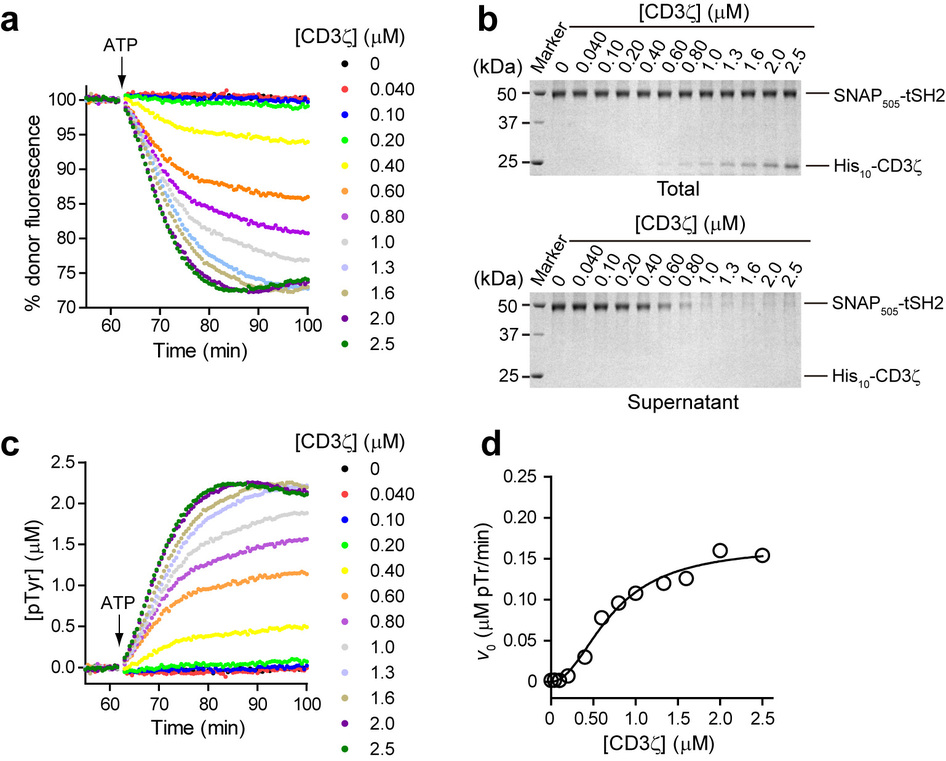 a
[CD3ζ] (μM)
ATP
0
0.040
0.10
0.20
0.40
0.60
0.80
1.0
1.3
1.6
2.0
2.5
% donor fluorescence
100
95
90
85
80
75
70
60 70 80 90 100
Time (min)
b
[CD3ζ] (μM)
(kDa) Marker 0 0.040 0.10 0.20 0.40 0.60 0.80 1.0 1.3 1.6 2.0 2.5
50 SNAP505-tSH2
37
25 His10-CD3ζ
Total
[CD3ζ] (μM)
(kDa) Marker 0 0.040 0.10 0.20 0.40 0.60 0.80 1.0 1.3 1.6 2.0 2.5
50 SNAP505-tSH2
37
25 His10-CD3ζ
Supernatant
c
[CD3ζ] (μM)
0
0.040
0.10
0.20
0.40
0.60
0.80
1.0
1.3
1.6
2.0
2.5
[pTyr] (μM)
2.5
2.0
1.5
1.0
0.5
0.0
ATP
60 70 80 90 100
Time (min)
d
v0 (μM pTr/min)
0.25
0.20
0.15
0.10
0.05
0
0 0.50 1.0 1.5 2.0 2.5
[CD3ζ] (μM)